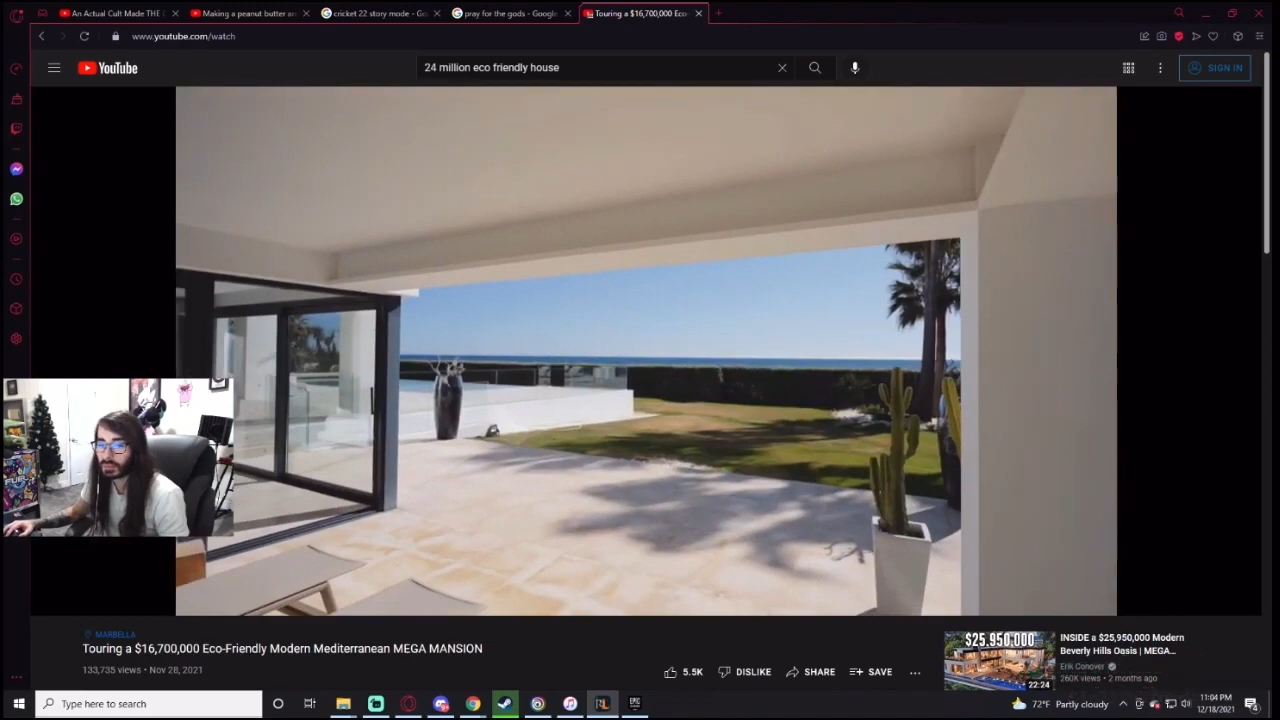 An Actual Cult Made THE
Making a peanut butter an
cricket 22 story mode - Go
pray for the gods - Google
Touring a $16,700,000 Eco-
www.youtube.com/watch
YouTube
24 million eco friendly house
SIGN IN
MARBELLA
Touring a $16,700,000 Eco-Friendly Modern Mediterranean MEGA MANSION
133,735 views • Nov 28, 2021
5.5K
DISLIKE
SHARE
SAVE
$25,950,000
22:24
INSIDE a $25,950,000 Modern
Beverly Hills Oasis | MEGA...
Erik Conover
260K views • 2 months ago
Type here to search
EPIC
72°F Partly cloudy
11:04 PM
12/18/2021